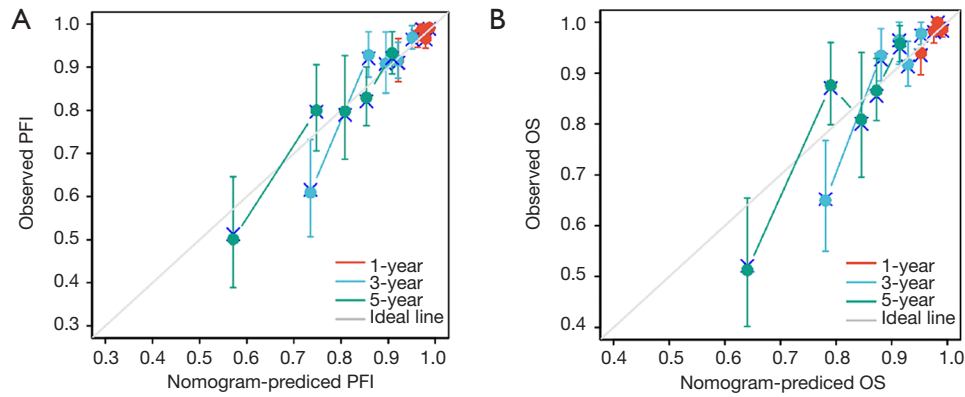 A
Observed PFI
1.0
0.9
0.8
0.7
0.6
0.5
0.4
0.3
1-year
3-year
5-year
Ideal line
0.3 0.4 0.5 0.6 0.7 0.8 0.9 1.0
Nomogram-prediced PFI
B
Observed OS
1.0
0.9
0.8
0.7
0.6
0.5
0.4
1-year
3-year
5-year
Ideal line
0.4 0.5 0.6 0.7 0.8 0.9 1.0
Nomogram-prediced OS